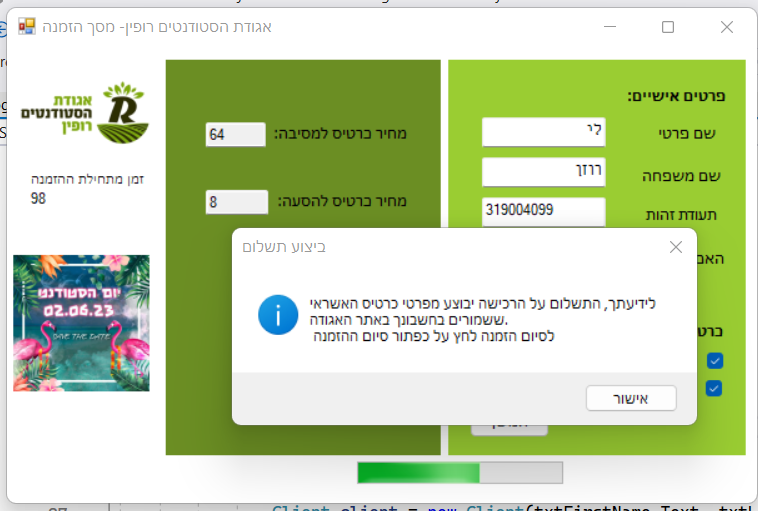 אגודת הסטודנטים רופין- מסך הזמנה
פרטים אישיים:
שם פרטי
לי
שם משפחה
רוזן
תעודת זהות
319004099
האם
כרט
מחיר כרטיס למסיבה:
64
מחיר כרטיס להסעה:
8
אגודת
הסטודנטים
רופין
זמן מתחילת ההזמנה
98
יום הסטודנט
02.06.23
SAVE THE DATE
ביצוע תשלום
לידיעתך, התשלום על הרכישה יבוצע מפרטי כרטיס האשראי
ששמורים בחשבונך באתר האגודה.
לסיום הזמנה לחץ על כפתור סיום ההזמנה
אישור
Client client = new Client(txtFirstName.Text, txtL